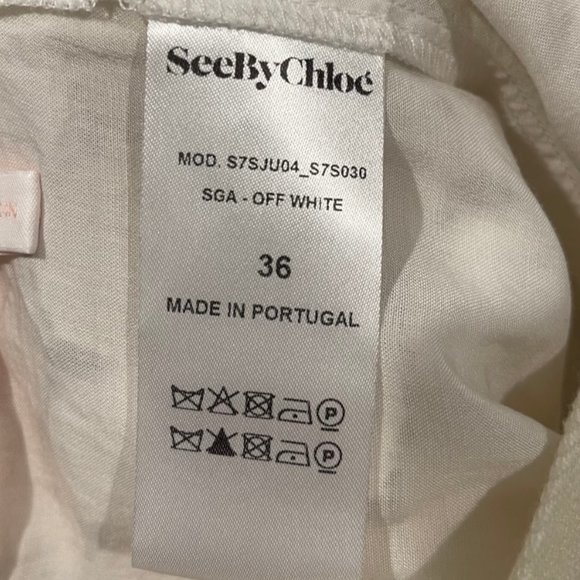 SeeByChloé
MOD. S7SJU04_S7S030
SGA - OFF WHITE
36
MADE IN PORTUGAL
P
P